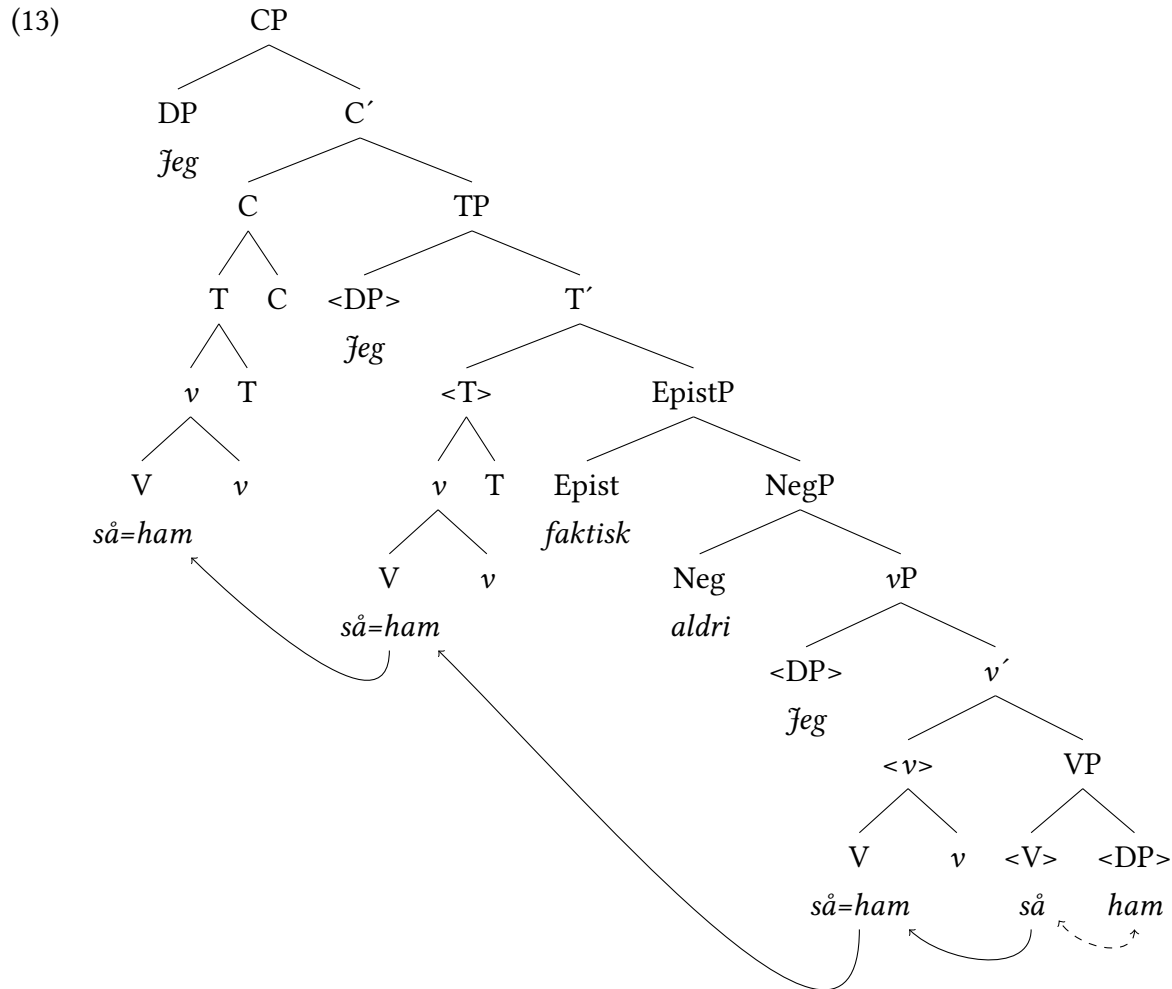 (13) CP
DP C´
Jeg
C TP
T C <DP> T´
Jeg
v T <T> EpistP
V v v T Epist NegP
så=ham faktisk
V v Neg vP
så=ham aldri
<DP> v´
Jeg
<v> VP
V v <V> <DP>
så=ham så ham